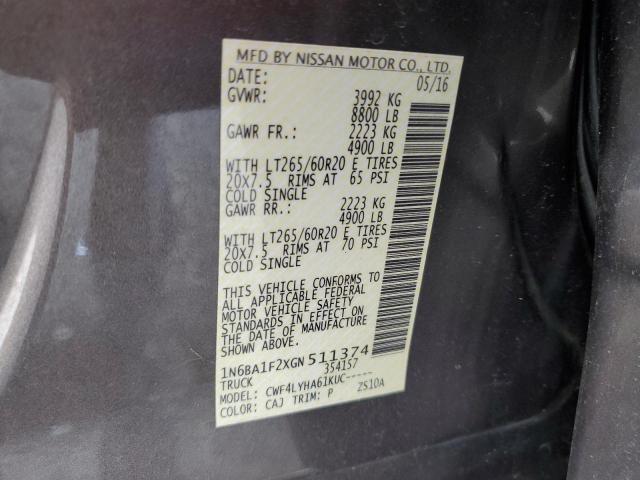 MFD BY NISSAN MOTOR CO., LTD.
DATE: 05/16
GVWR: 3992 KG
8800 LB
GAWR FR.: 2223 KG
4900 LB
WITH LT265/60R20 E TIRES
20X7.5 RIMS AT 65 PSI
COLD SINGLE
GAWR RR.: 2223 KG
4900 LB
WITH LT265/60R20 E TIRES
20X7.5 RIMS AT 70 PSI
COLD SINGLE
THIS VEHICLE CONFORMS TO
ALL APPLICABLE FEDERAL
MOTOR VEHICLE SAFETY
STANDARDS IN EFFECT ON
THE DATE OF MANUFACTURE
SHOWN ABOVE.
1N6BA1F2XGN511374
TRUCK 354157
MODEL: CWF4LYHA61KUC-----
COLOR: CAJ TRIM: P ZS10A